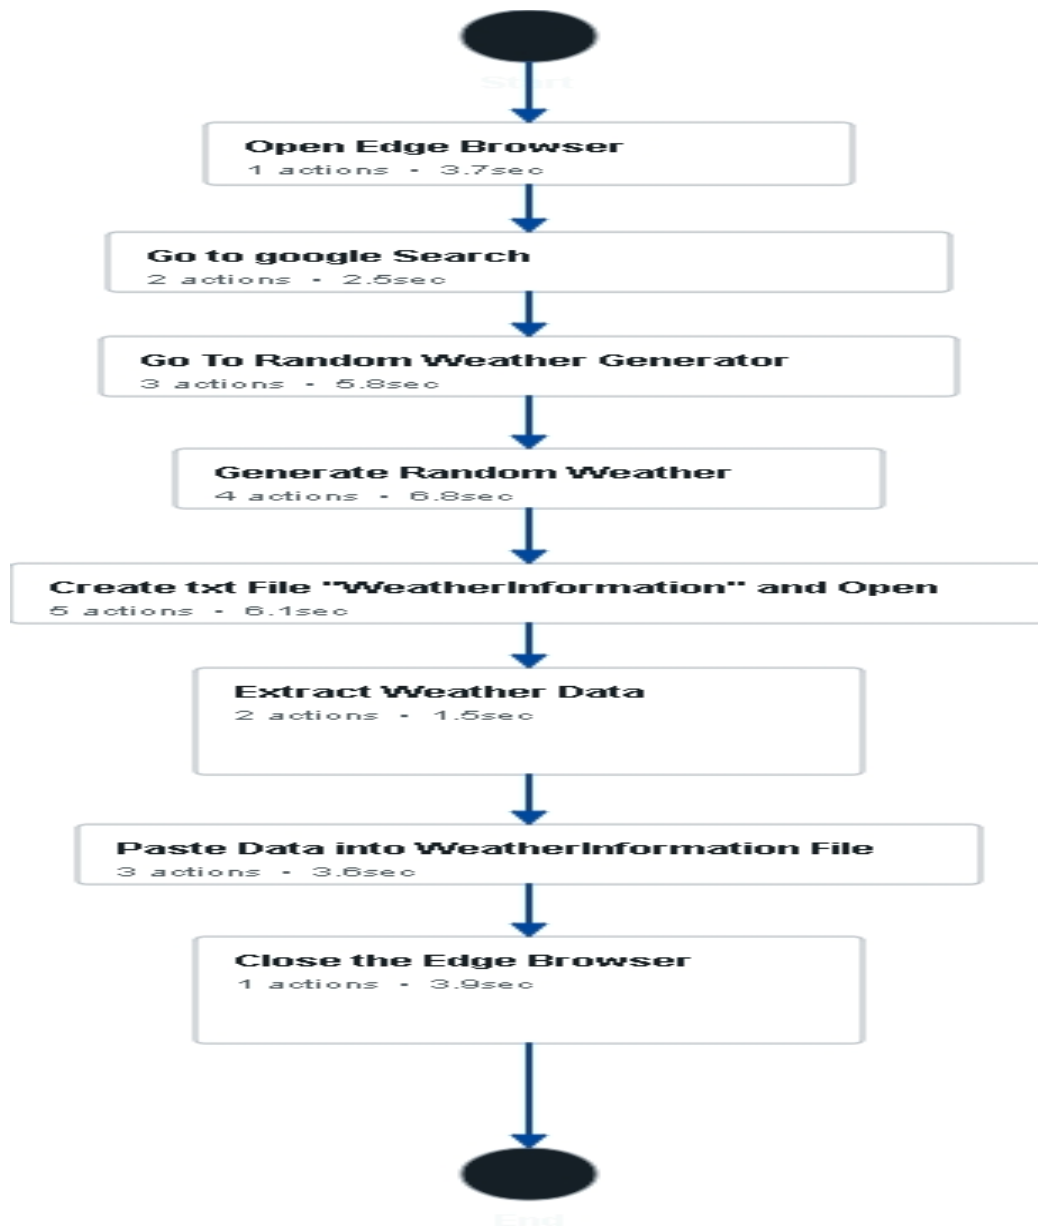 Start
Open Edge Browser
1 actions • 3.7sec
Go to google Search
2 actions • 2.5sec
Go To Random Weather Generator
3 actions • 5.8sec
Generate Random Weather
4 actions • 6.8sec
Create txt File "WeatherInformation" and Open
5 actions • 6.1sec
Extract Weather Data
2 actions • 1.5sec
Paste Data into WeatherInformation File
3 actions • 3.6sec
Close the Edge Browser
1 actions • 3.9sec
End